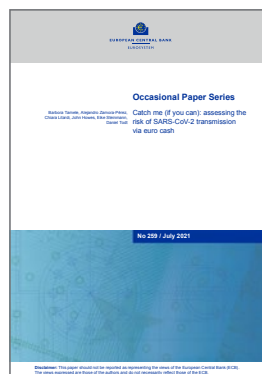 EUROPEAN CENTRAL BANK
EUROSYSTEM
Occasional Paper Series
Barbora Tamele, Alejandro Zamora-Pérez,
Chiara Litardi, John Howes, Eike Steinmann,
Daniel Todt
Catch me (if you can): assessing the
risk of SARS-CoV-2 transmission
via euro cash
No 259 / July 2021
Disclaimer: This paper should not be reported as representing the views of the European Central Bank (ECB).
The views expressed are those of the authors and do not necessarily reflect those of the ECB.